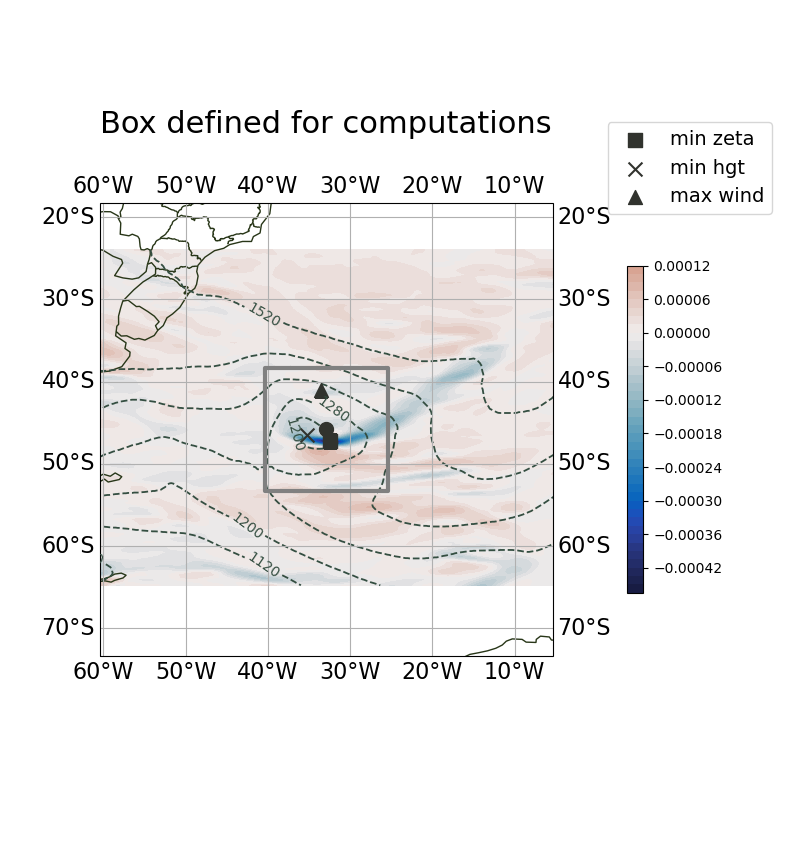 Box defined for computations
min zeta
min hgt
max wind
60°W 50°W 40°W 30°W 20°W 10°W
20°S 20°S
30°S 30°S
40°S 40°S
50°S 50°S
60°S 60°S
70°S 70°S
60°W 50°W 40°W 30°W 20°W 10°W
1520
1280
1200
1200
1120
0.00012
0.00006
0.00000
−0.00006
−0.00012
−0.00018
−0.00024
−0.00030
−0.00036
−0.00042